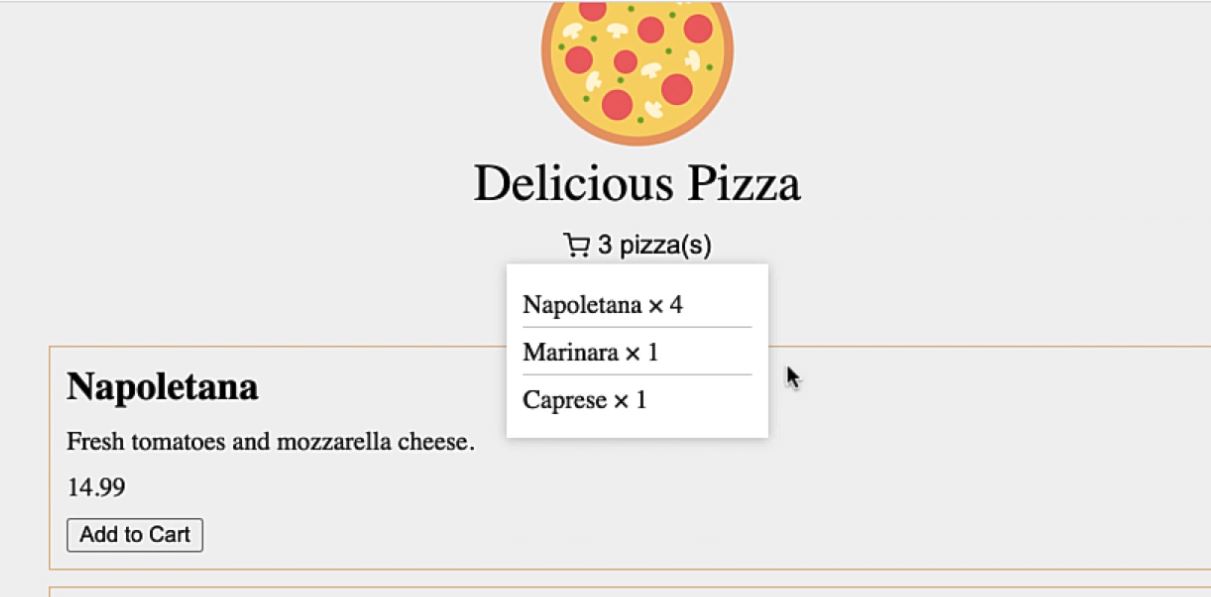 Delicious Pizza
3 pizza(s)
Napoletana × 4
Marinara × 1
Caprese × 1
Napoletana
Fresh tomatoes and mozzarella cheese.
14.99
Add to Cart